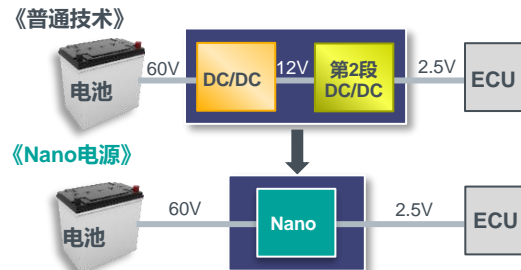 《普通技术》
60V
12V
2.5V
电池
DC/DC
第2段
DC/DC
ECU
《Nano电源》
60V
2.5V
电池
Nano
ECU